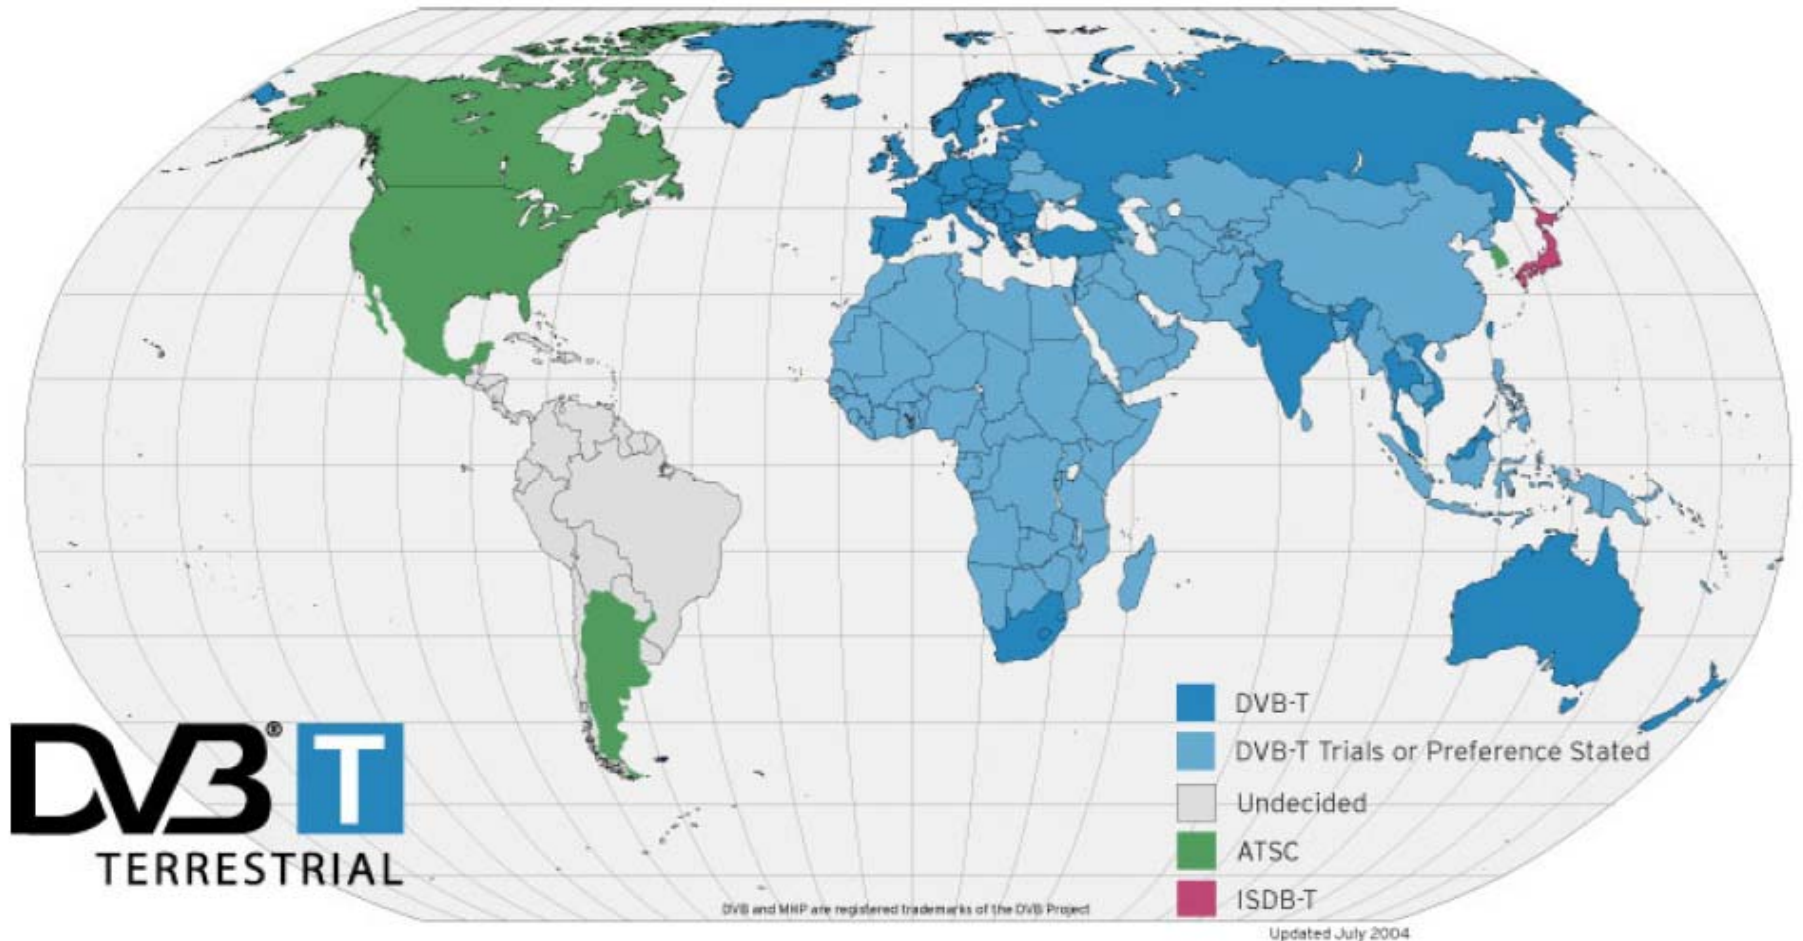 DVB-T
DVB-T Trials or Preference Stated
Undecided
ATSC
ISDB-T
DVB® T
TERRESTRIAL
DVB and MHP are registered trademarks of the DVB Project
Updated July 2004